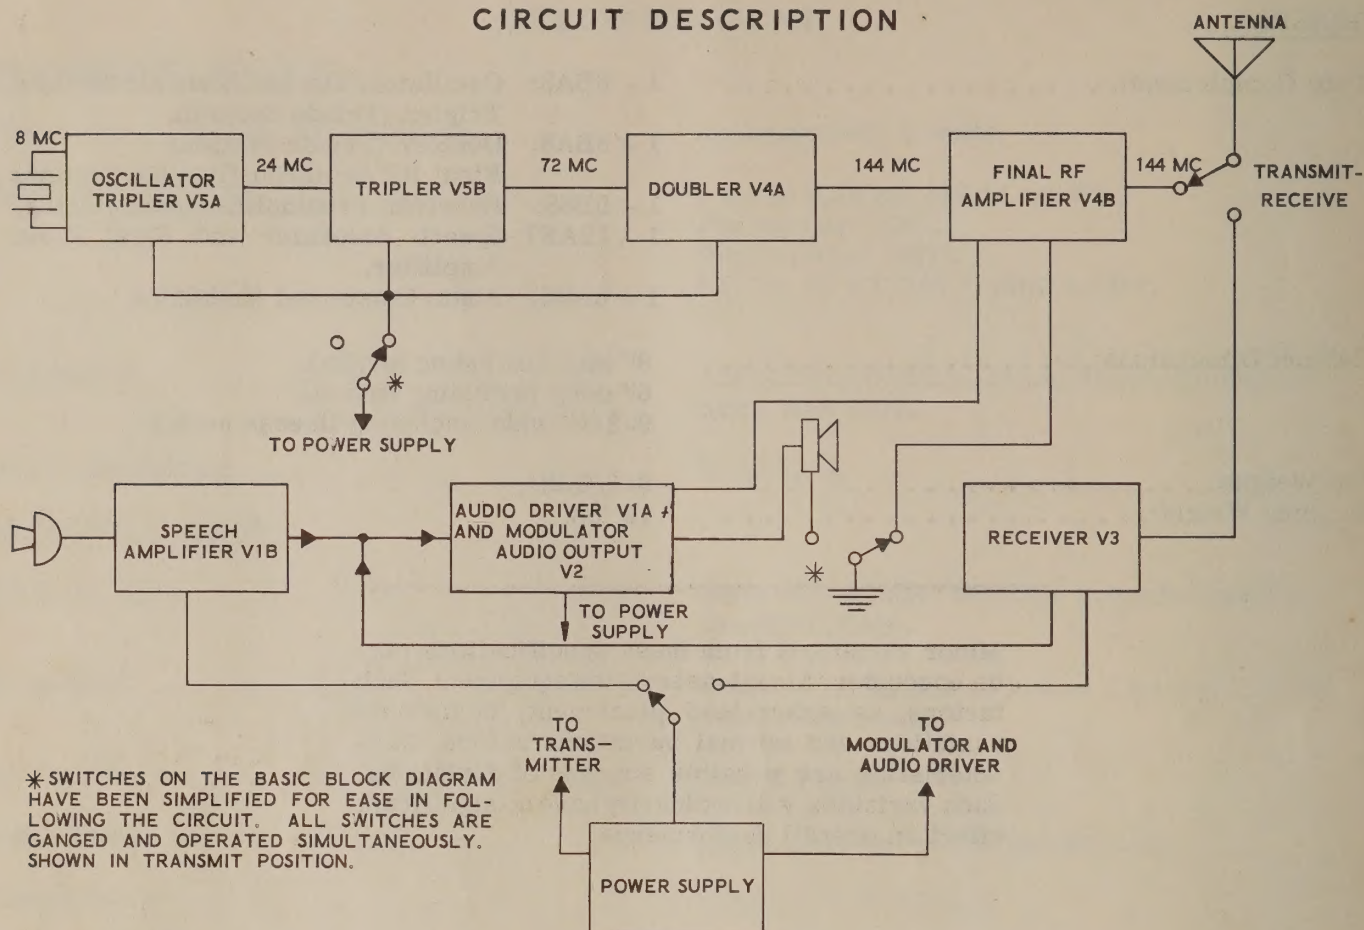 CIRCUIT DESCRIPTION
ANTENNA
8 MC
OSCILLATOR
TRIPLER V5A
24 MC
TRIPLER V5B
72 MC
DOUBLER V4A
144 MC
FINAL RF
AMPLIFIER V4B
144 MC
TRANSMIT-
RECEIVE
*
TO POWER SUPPLY
SPEECH
AMPLIFIER V1B
AUDIO DRIVER V1A +
AND MODULATOR
AUDIO OUTPUT
V2
*
RECEIVER V3
TO POWER
SUPPLY
TO
TRANS-
MITTER
TO
MODULATOR AND
AUDIO DRIVER
*SWITCHES ON THE BASIC BLOCK DIAGRAM
HAVE BEEN SIMPLIFIED FOR EASE IN FOL-
LOWING THE CIRCUIT. ALL SWITCHES ARE
GANGED AND OPERATED SIMULTANEOUSLY.
SHOWN IN TRANSMIT POSITION.
POWER SUPPLY